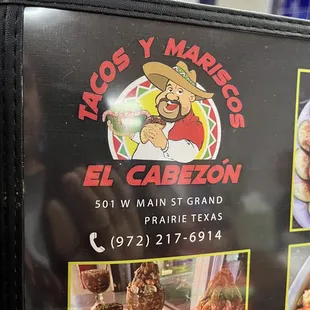 TACOS Y MARISCOS
EL CABEZÓN
501 W MAIN ST GRAND
PRAIRIE TEXAS
(972) 217-6914